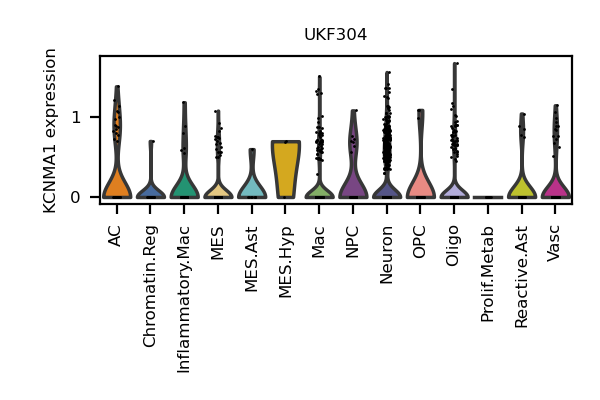 UKF304
KCNMA1 expression
1
0
AC
Chromatin.Reg
Inflammatory.Mac
MES
MES.Ast
MES.Hyp
Mac
NPC
Neuron
OPC
Oligo
Prolif.Metab
Reactive.Ast
Vasc